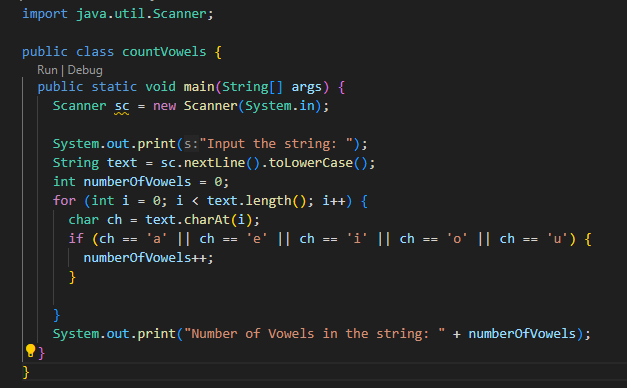 import java.util.Scanner;
public class countVowels {
Run | Debug
public static void main(String[] args) {
Scanner sc = new Scanner(System.in);
System.out.print(s:"Input the string: ");
String text = sc.nextLine().toLowerCase();
int numberOfVowels = 0;
for (int i = 0; i < text.length(); i++) {
char ch = text.charAt(i);
if (ch == 'a' || ch == 'e' || ch == 'i' || ch == 'o' || ch == 'u') {
numberOfVowels++;
}
}
System.out.print("Number of Vowels in the string: " + numberOfVowels);
}
}